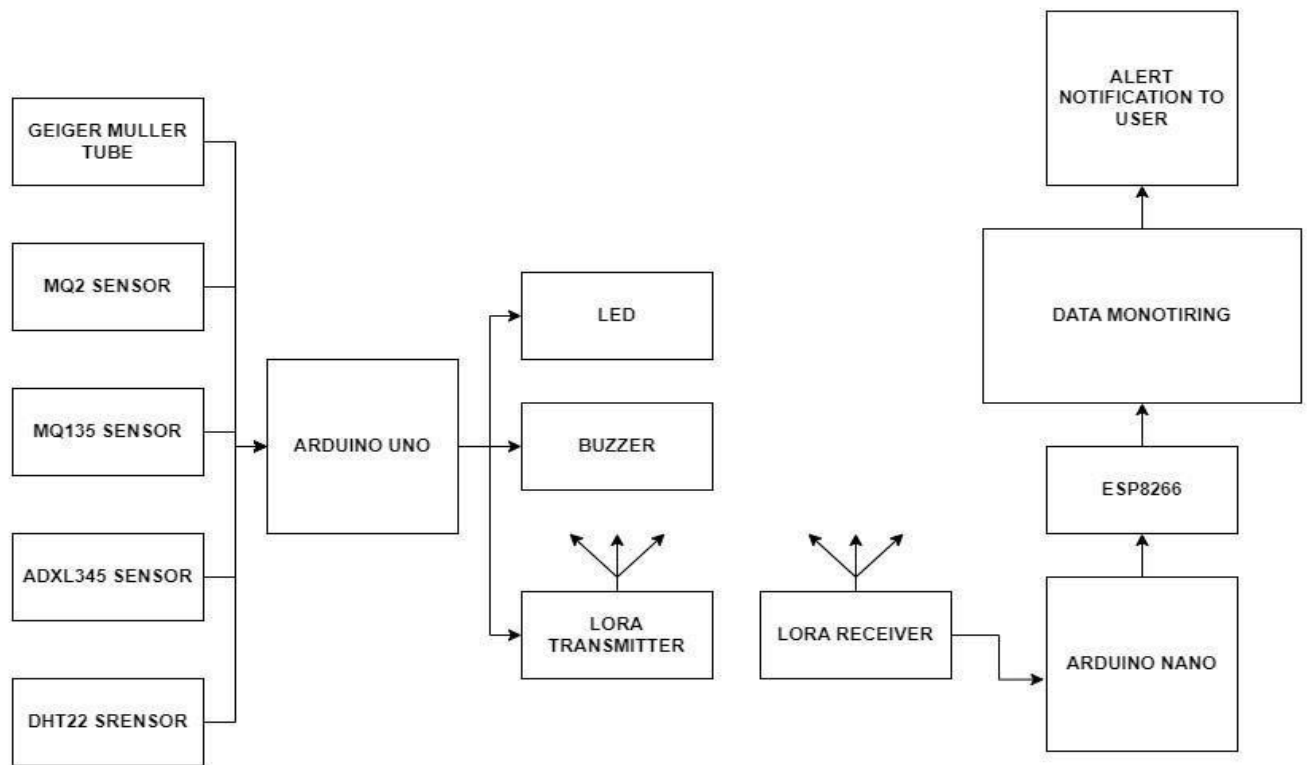 GEIGER MULLER
TUBE
MQ2 SENSOR
MQ135 SENSOR
ADXL345 SENSOR
DHT22 SRENSOR
ARDUINO UNO
LED
BUZZER
LORA
TRANSMITTER
LORA RECEIVER
ARDUINO NANO
ESP8266
DATA MONOTIRING
ALERT
NOTIFICATION TO
USER